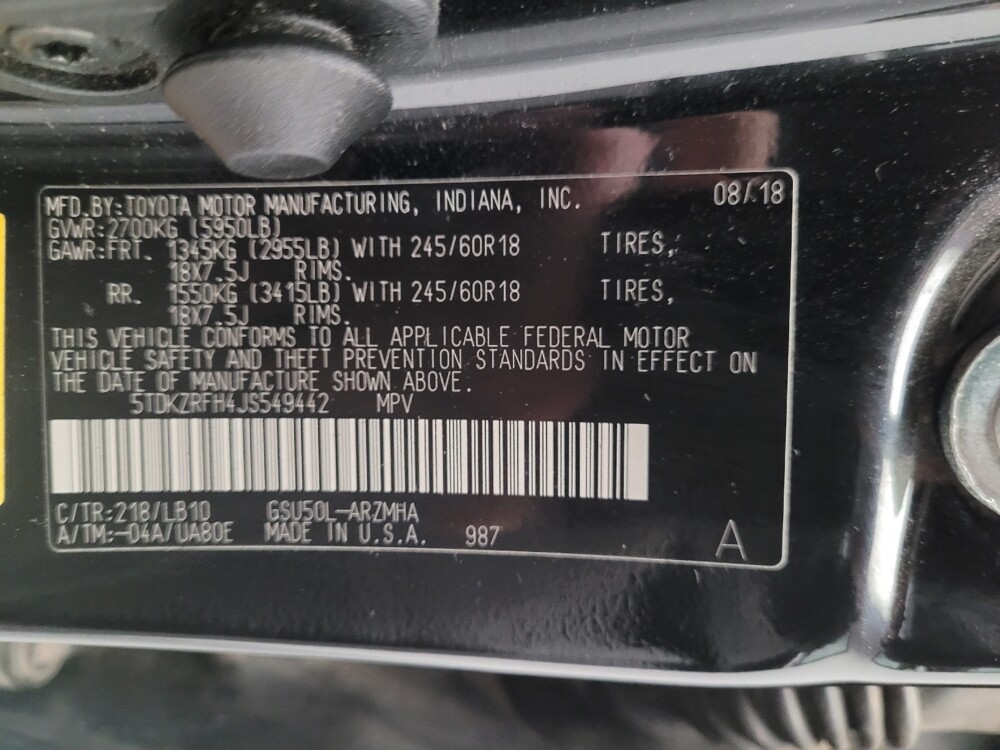 MFD.BY:TOYOTA MOTOR MANUFACTURING, INDIANA, INC. 08/18
GVWR:2700KG (5950LB)
GAWR:FRT. 1345KG (2955LB) WITH 245/60R18 TIRES,
18X7.5J RIMS.
RR. 1550KG (3415LB) WITH 245/60R18 TIRES,
18X7.5J RIMS.
THIS VEHICLE CONFORMS TO ALL APPLICABLE FEDERAL MOTOR
VEHICLE SAFETY AND THEFT PREVENTION STANDARDS IN EFFECT ON
THE DATE OF MANUFACTURE SHOWN ABOVE.
5TDKZRFH4JS549442 MPV
C/TR:218/LB10 GSU50L-ARZMHA
A/TM:-04A/UA80E MADE IN U.S.A. 987 A